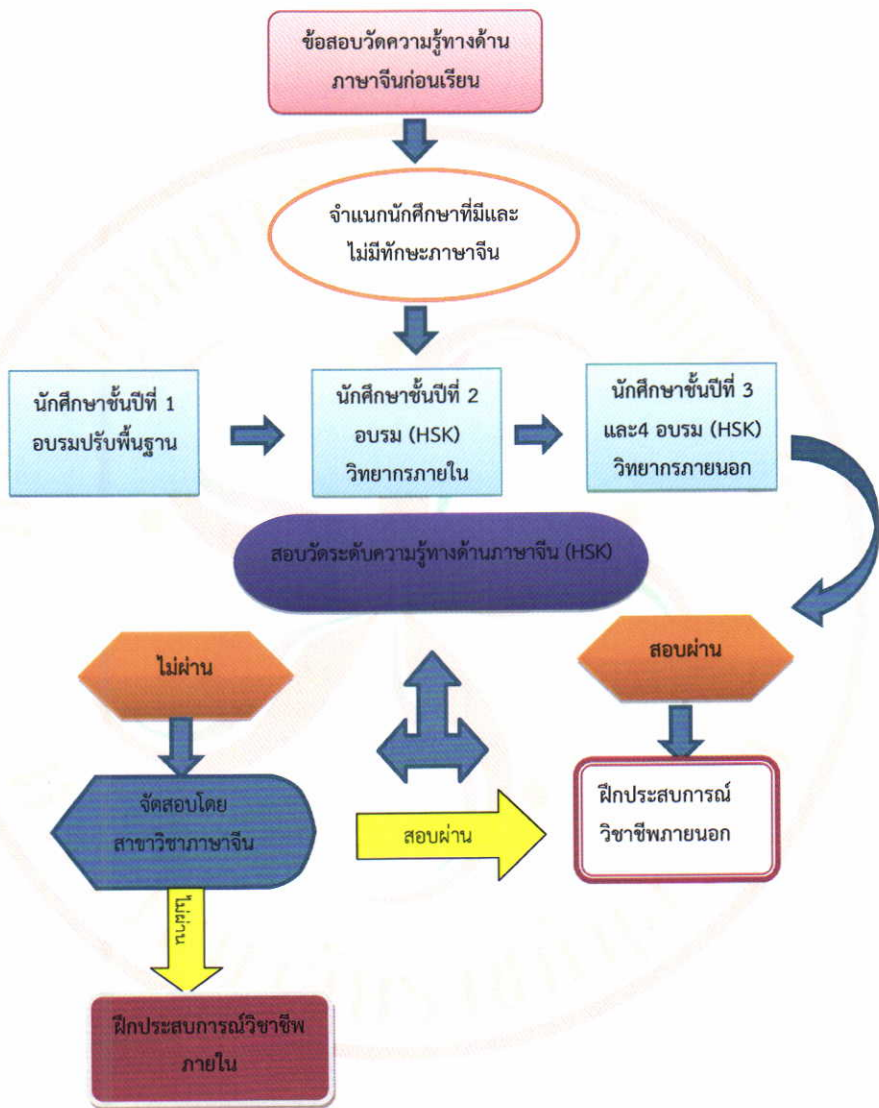 ข้อสอบวัดความรู้ทางด้าน
ภาษาจีนก่อนเรียน
จำแนกนักศึกษาที่มีและ
ไม่มีทักษะภาษาจีน
นักศึกษาชั้นปีที่ 1
อบรมปรับพื้นฐาน
นักศึกษาชั้นปีที่ 2
อบรม (HSK)
วิทยากรภายใน
นักศึกษาชั้นปีที่ 3
และ4 อบรม (HSK)
วิทยากรภายนอก
สอบวัดระดับความรู้ทางด้านภาษาจีน (HSK)
ไม่ผ่าน
สอบผ่าน
จัดสอบโดย
สาขาวิชาภาษาจีน
สอบผ่าน
ฝึกประสบการณ์
วิชาชีพภายนอก
ไม่ผ่าน
ฝึกประสบการณ์วิชาชีพ
ภายใน